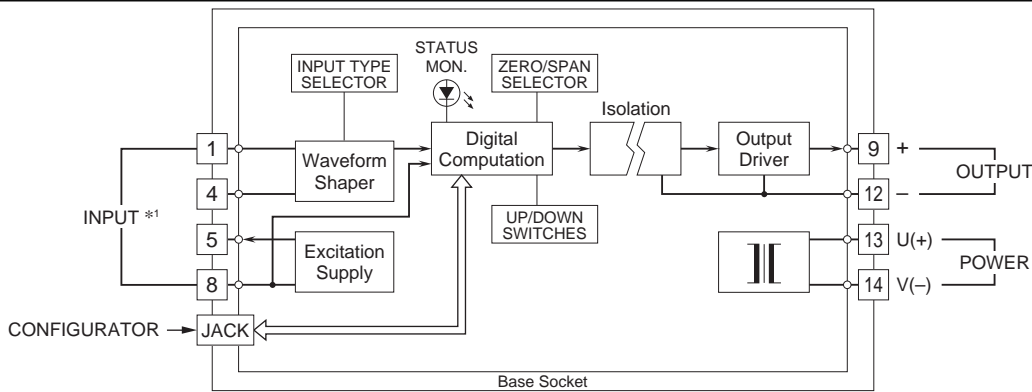 STATUS
MON.
INPUT TYPE
SELECTOR
ZERO/SPAN
SELECTOR
Isolation
1
Waveform
Shaper
Digital
Computation
Output
Driver
9
+
OUTPUT
4
12
–
INPUT *1
UP/DOWN
SWITCHES
5
Excitation
Supply
13
U(+)
POWER
8
14
V(–)
CONFIGURATOR
JACK
Base Socket